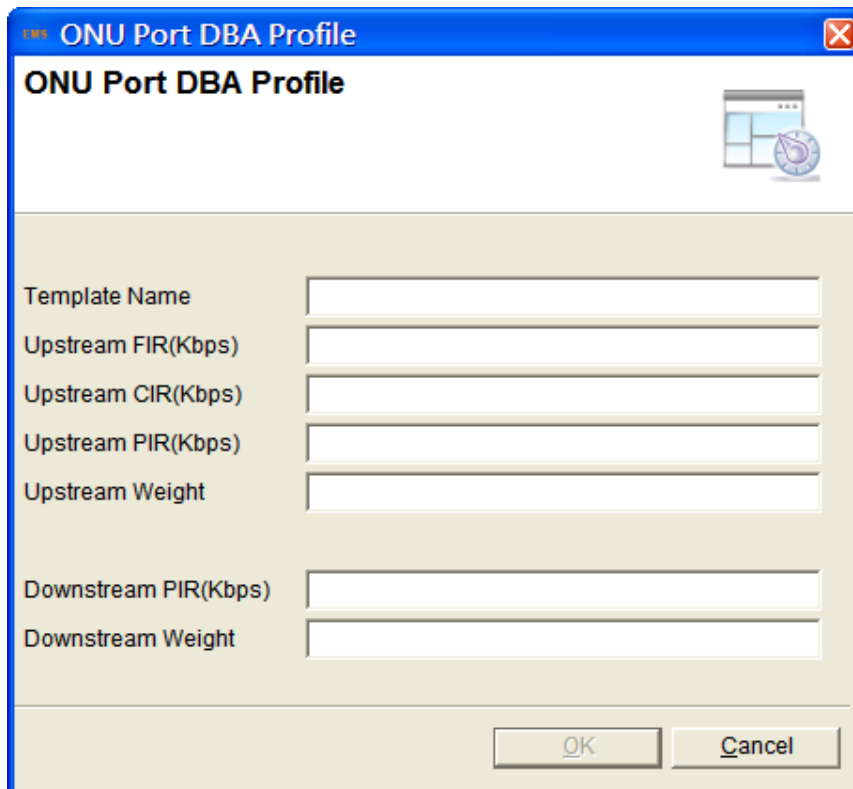 EMS ONU Port DBA Profile
ONU Port DBA Profile
Template Name
Upstream FIR(Kbps)
Upstream CIR(Kbps)
Upstream PIR(Kbps)
Upstream Weight
Downstream PIR(Kbps)
Downstream Weight
OK Cancel